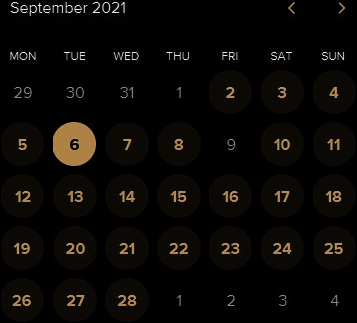 September 2021
MON TUE WED THU FRI SAT SUN
29 30 31 1 2 3 4
5 6 7 8 9 10 11
12 13 14 15 16 17 18
19 20 21 22 23 24 25
26 27 28 1 2 3 4